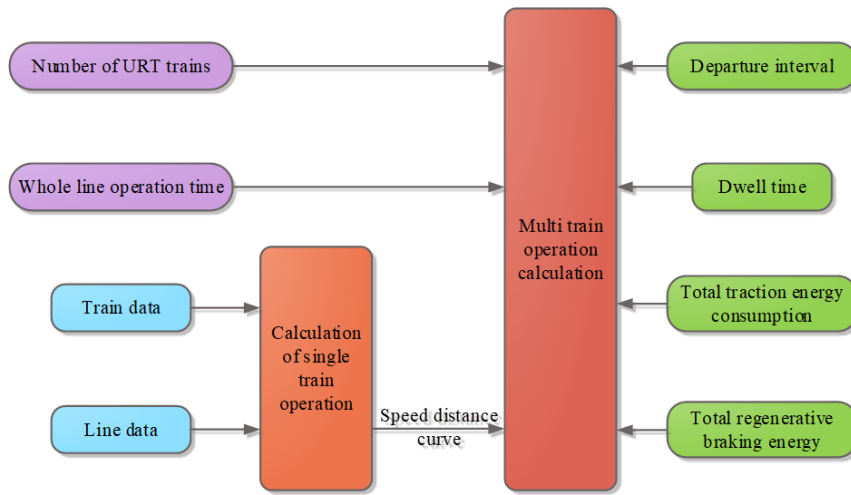 Number of URT trains
Departure interval
Whole line operation time
Dwell time
Multi train
operation
calculation
Train data
Calculation
of single
train
operation
Total traction energy
consumption
Line data
Speed distance
curve
Total regenerative
braking energy